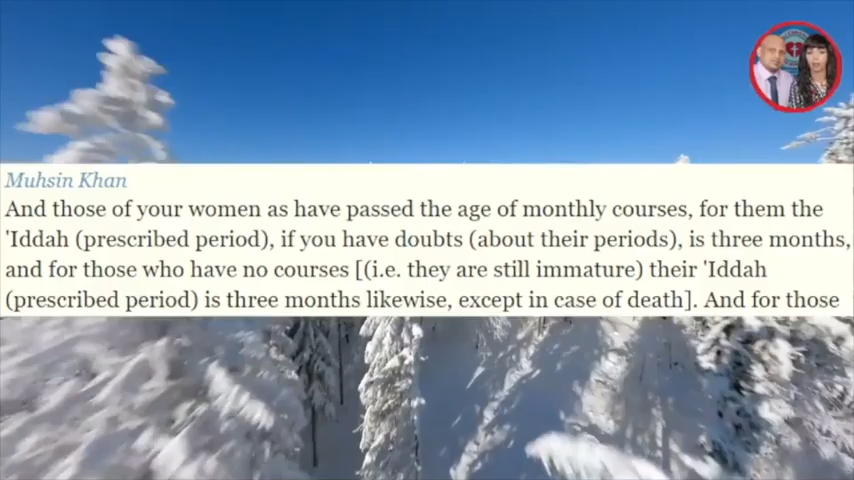 Muhsin Khan
And those of your women as have passed the age of monthly courses, for them the
'Iddah (prescribed period), if you have doubts (about their periods), is three months,
and for those who have no courses [(i.e. they are still immature) their 'Iddah
(prescribed period) is three months likewise, except in case of death]. And for those